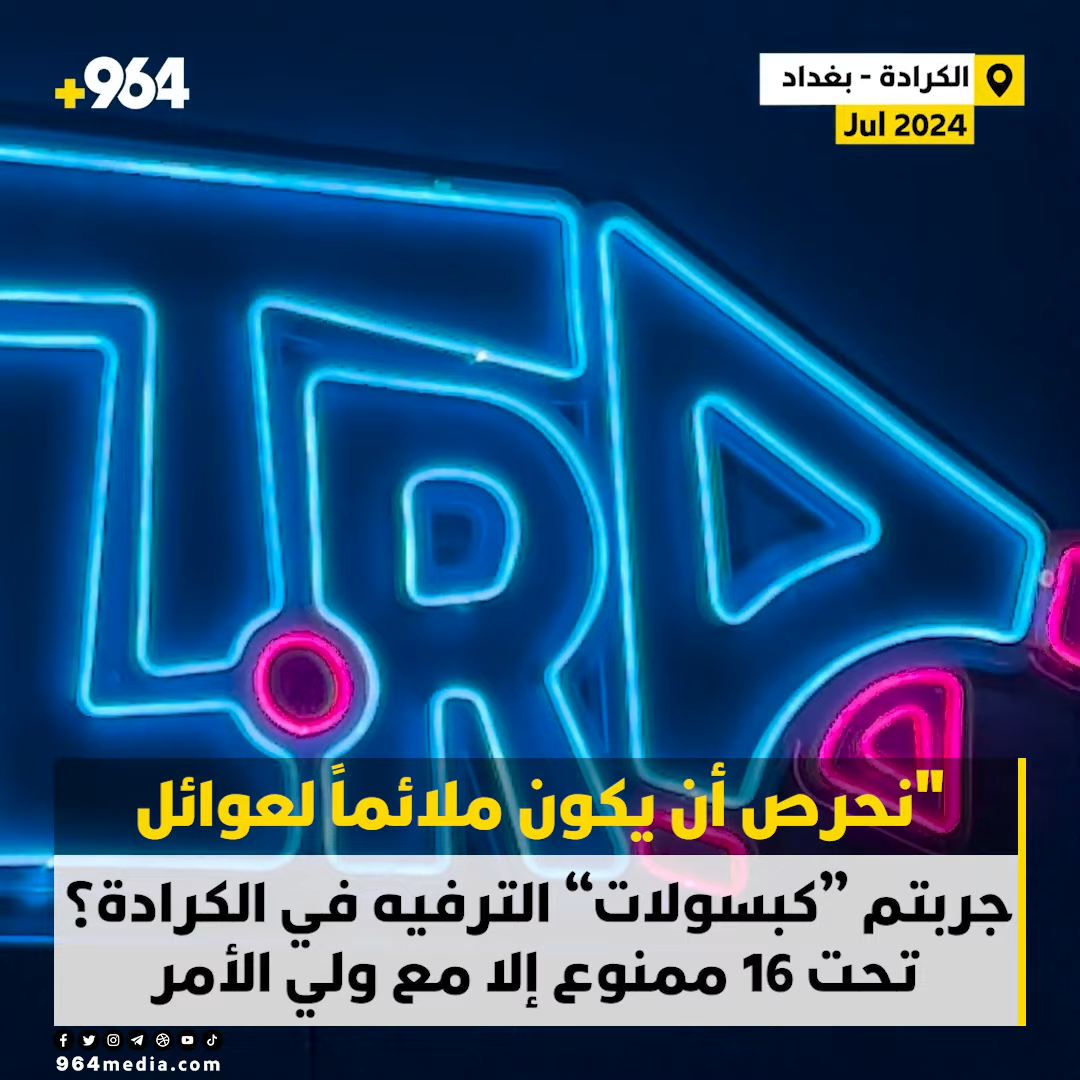 +964
الكرادة - بغداد
Jul 2024
TRA
"نحرص أن يكون ملائماً لعوائل
جربتم ”كبسولات“ الترفيه في الكرادة؟
تحت 16 ممنوع إلا مع ولي الأمر
964media.com